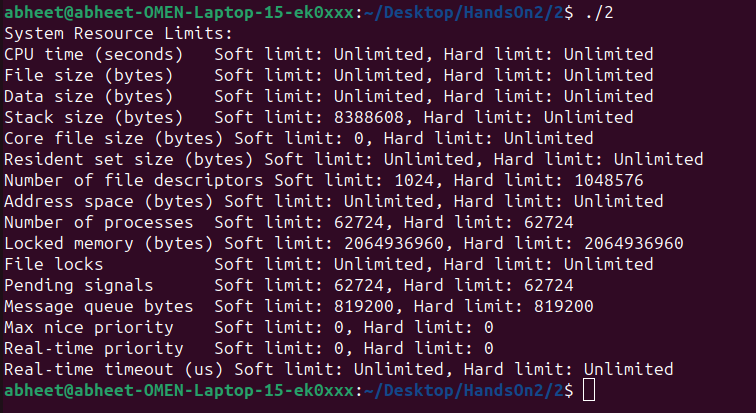 abheet@abheet-OMEN-Laptop-15-ek0xxx:~/Desktop/HandsOn2/2$ ./2
System Resource Limits:
CPU time (seconds)   Soft limit: Unlimited, Hard limit: Unlimited
File size (bytes)    Soft limit: Unlimited, Hard limit: Unlimited
Data size (bytes)    Soft limit: Unlimited, Hard limit: Unlimited
Stack size (bytes)   Soft limit: 8388608, Hard limit: Unlimited
Core file size (bytes) Soft limit: 0, Hard limit: Unlimited
Resident set size (bytes) Soft limit: Unlimited, Hard limit: Unlimited
Number of file descriptors Soft limit: 1024, Hard limit: 1048576
Address space (bytes) Soft limit: Unlimited, Hard limit: Unlimited
Number of processes  Soft limit: 62724, Hard limit: 62724
Locked memory (bytes) Soft limit: 2064936960, Hard limit: 2064936960
File locks           Soft limit: Unlimited, Hard limit: Unlimited
Pending signals      Soft limit: 62724, Hard limit: 62724
Message queue bytes  Soft limit: 819200, Hard limit: 819200
Max nice priority    Soft limit: 0, Hard limit: 0
Real-time priority   Soft limit: 0, Hard limit: 0
Real-time timeout (us) Soft limit: Unlimited, Hard limit: Unlimited
abheet@abheet-OMEN-Laptop-15-ek0xxx:~/Desktop/HandsOn2/2$